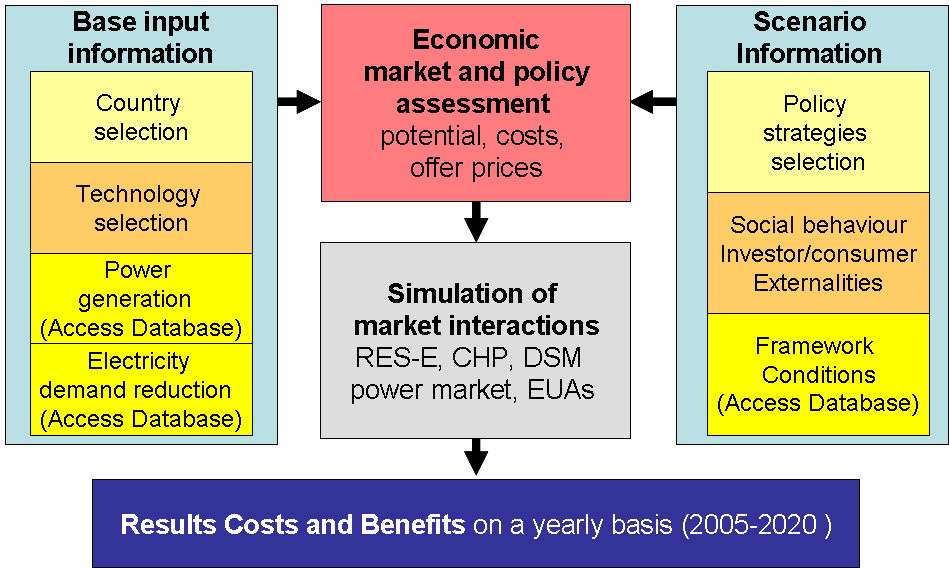 Base input
information
Country
selection
Technology
selection
Power
generation
(Access Database)
Electricity
demand reduction
(Access Database)
Economic
market and policy
assessment
potential, costs,
offer prices
Simulation of
market interactions
RES-E, CHP, DSM
power market, EUAs
Scenario
Information
Policy
strategies
selection
Social behaviour
Investor/consumer
Externalities
Framework
Conditions
(Access Database)
Results Costs and Benefits on a yearly basis (2005-2020 )